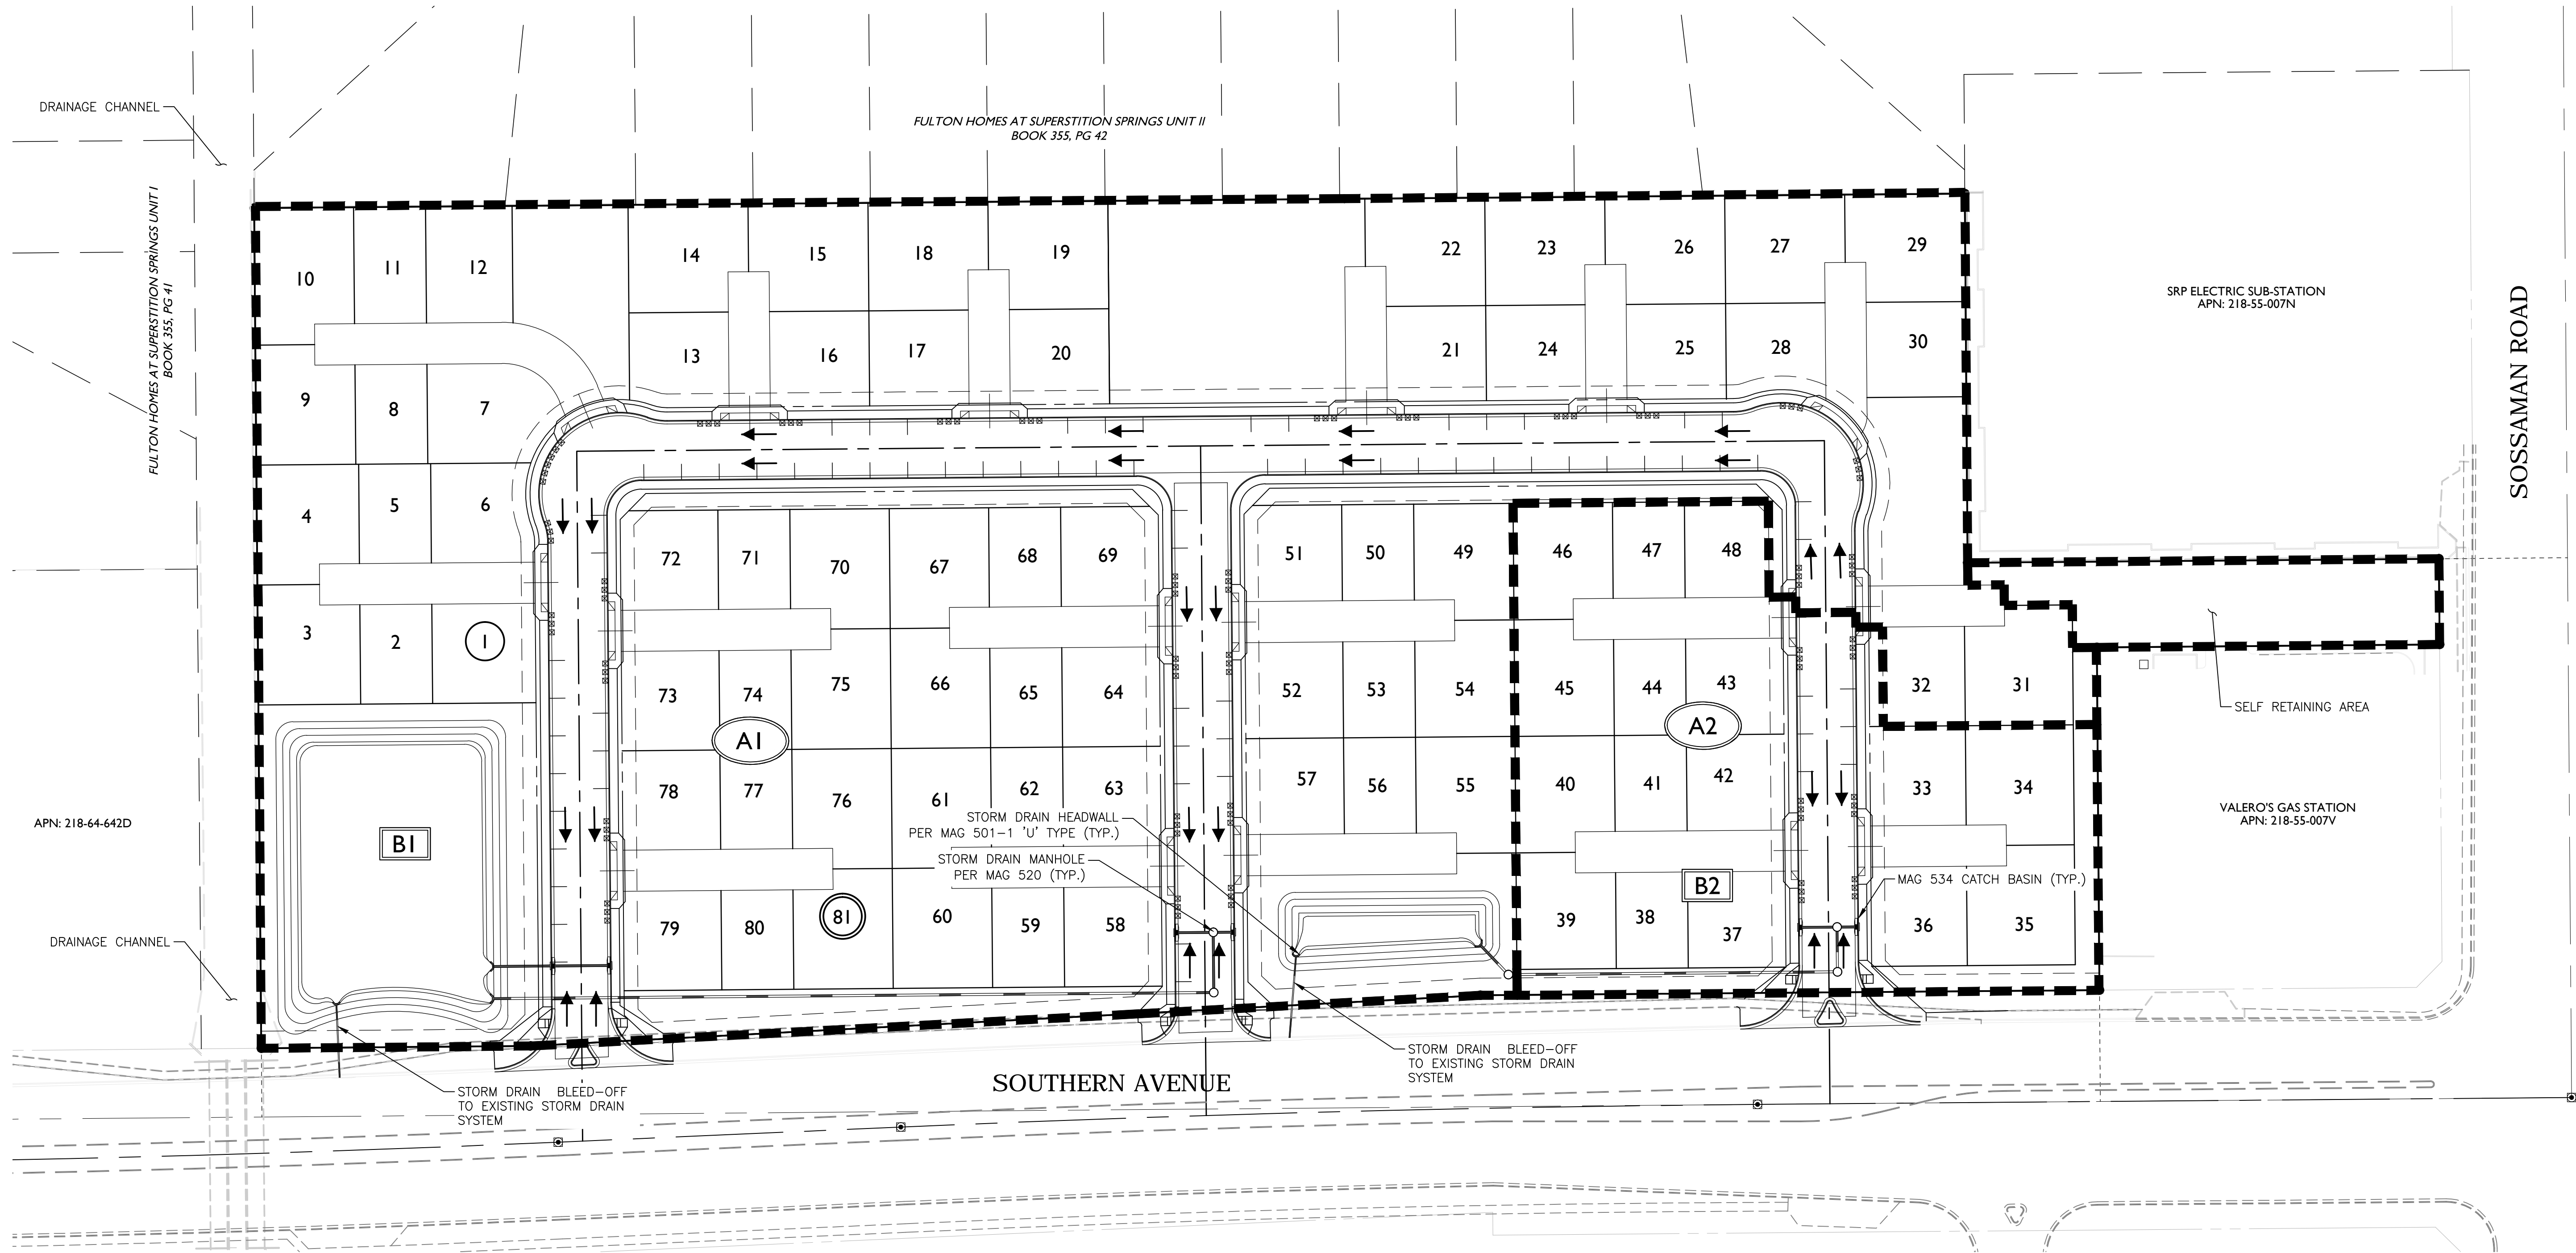 DRAINAGE CHANNEL
FULTON HOMES AT SUPERSTITION SPRINGS UNIT II
BOOK 355, PG 42
FULTON HOMES AT SUPERSTITION SPRINGS UNIT I
BOOK 355, PG 41
10
11
12
14
15
18
19
22
23
26
27
29
SRP ELECTRIC SUB-STATION
APN: 218-55-007N
SOSSAMAN ROAD
13
16
17
20
21
24
25
28
30
9
8
7
4
5
6
72
71
70
67
68
69
51
50
49
46
47
48
3
2
1
73
74
75
66
65
64
52
53
54
45
44
43
32
31
SELF RETAINING AREA
A1
A2
78
77
76
61
62
63
57
56
55
40
41
42
33
34
VALERO'S GAS STATION
APN: 218-55-007V
APN: 218-64-642D
B1
STORM DRAIN HEADWALL
PER MAG 501-1 'U' TYPE (TYP.)
STORM DRAIN MANHOLE
PER MAG 520 (TYP.)
B2
MAG 534 CATCH BASIN (TYP.)
79
80
81
60
59
58
39
38
37
36
35
DRAINAGE CHANNEL
1
STORM DRAIN BLEED-OFF
TO EXISTING STORM DRAIN
SYSTEM
SOUTHERN AVENUE
STORM DRAIN BLEED-OFF
TO EXISTING STORM DRAIN
SYSTEM